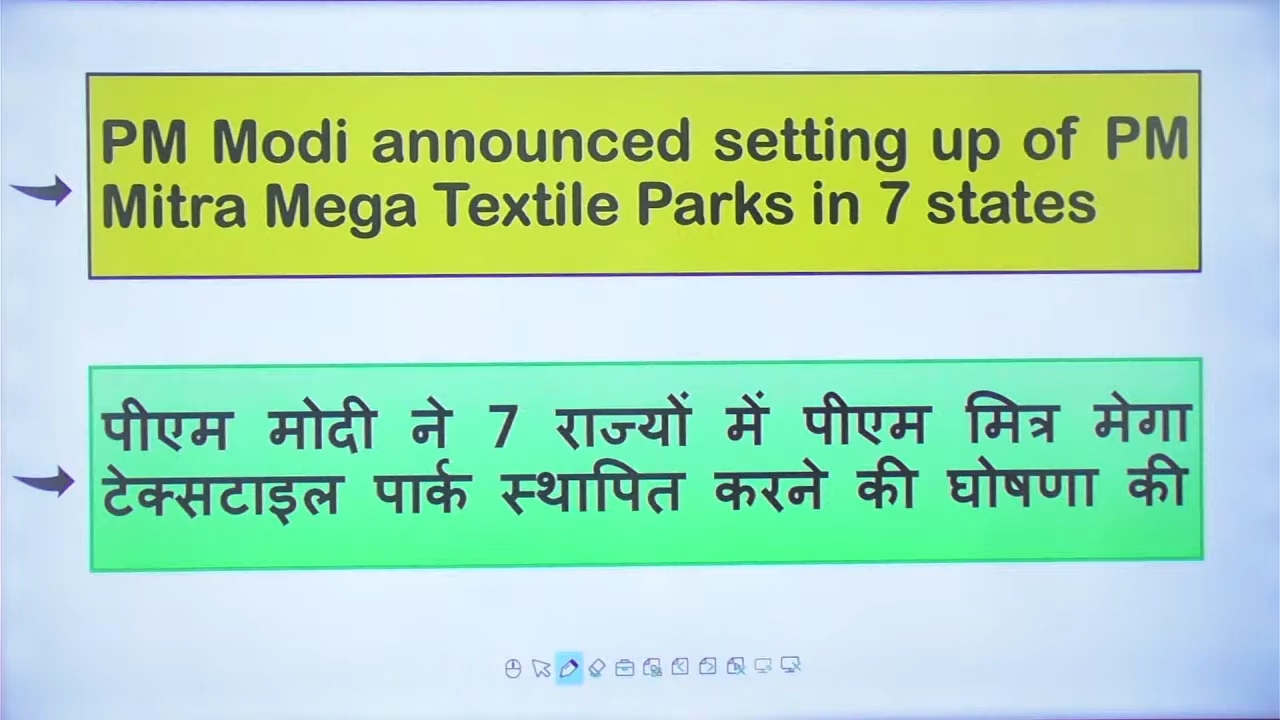 PM Modi announced setting up of PM
Mitra Mega Textile Parks in 7 states
पीएम मोदी ने 7 राज्यों में पीएम मित्र मेगा
टेक्सटाइल पार्क स्थापित करने की घोषणा की